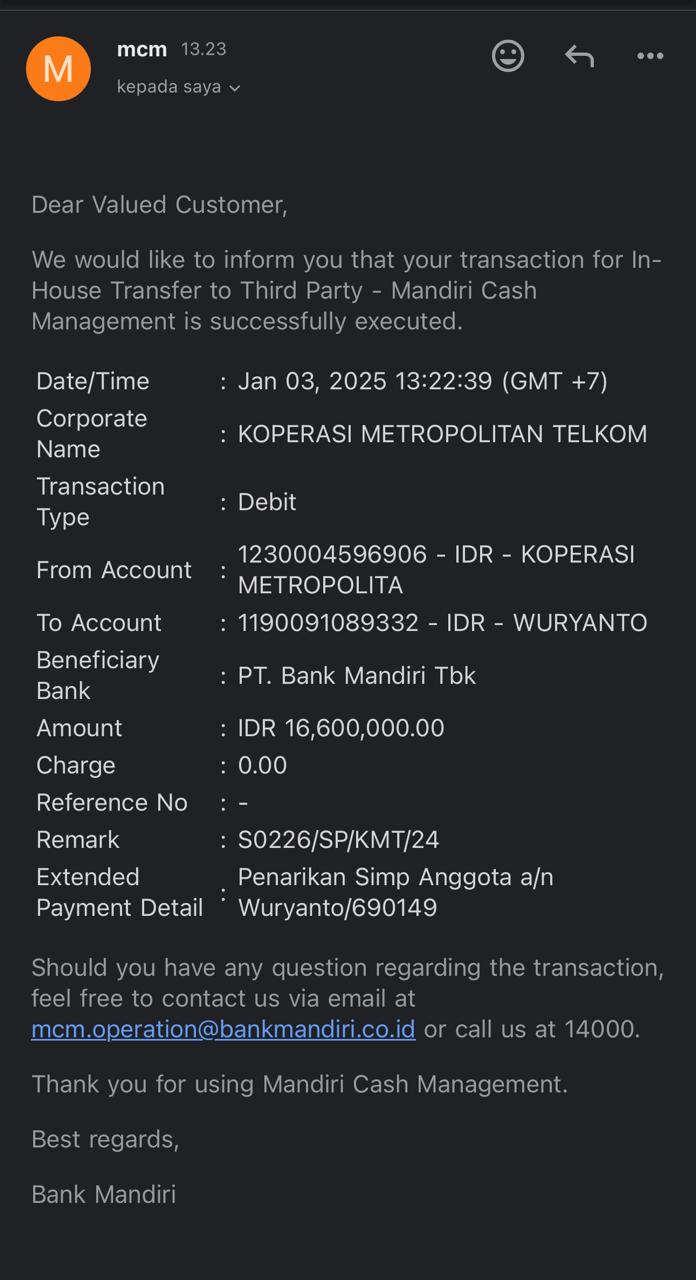 M
mcm 13.23
kepada saya
Dear Valued Customer,
We would like to inform you that your transaction for In-
House Transfer to Third Party - Mandiri Cash
Management is successfully executed.
Date/Time : Jan 03, 2025 13:22:39 (GMT +7)
Corporate
Name : KOPERASI METROPOLITAN TELKOM
Transaction
Type : Debit
From Account : 1230004596906 - IDR - KOPERASI
METROPOLITA
To Account : 1190091089332 - IDR - WURYANTO
Beneficiary
Bank : PT. Bank Mandiri Tbk
Amount : IDR 16,600,000.00
Charge : 0.00
Reference No : -
Remark : S0226/SP/KMT/24
Extended
Payment Detail : Penarikan Simp Anggota a/n
Wuryanto/690149
Should you have any question regarding the transaction,
feel free to contact us via email at
mcm.operation@bankmandiri.co.id or call us at 14000.
Thank you for using Mandiri Cash Management.
Best regards,
Bank Mandiri